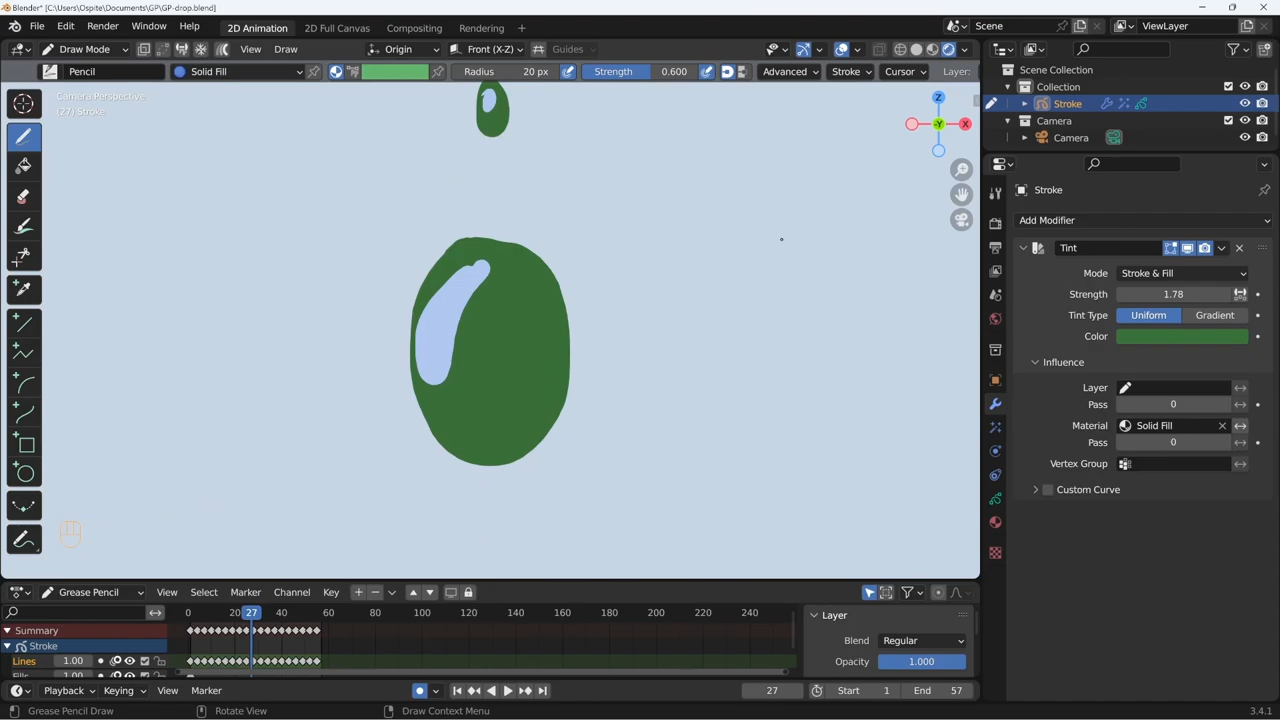 Blender* [C:\Users\Ospite\Documents\GP\GP-drop.blend]
File Edit Render Window Help 2D Animation 2D Full Canvas Compositing Rendering Scene ViewLayer
Draw Mode View Draw Origin Front (X-Z) Guides
Pencil Solid Fill Radius 20 px Strength 0.600 Advanced Stroke Cursor Layer:
Camera Perspective
(27) Stroke
Z
-Y X
Scene Collection
Collection
Stroke
Camera
Camera
Stroke
Add Modifier
Tint
Mode Stroke & Fill
Strength 1.78
Tint Type Uniform Gradient
Color
Influence
Layer
Pass 0
Material Solid Fill
Pass 0
Vertex Group
Custom Curve
Grease Pencil View Select Marker Channel Key
0 20 27 40 60 80 100 120 140 160 180 200 220 240
Summary
Stroke
Lines 1.00
Fills 1.00
Layer
Blend Regular
Opacity 1.000
Playback Keying View Marker 27 Start 1 End 57
Grease Pencil Draw Rotate View Draw Context Menu 3.4.1